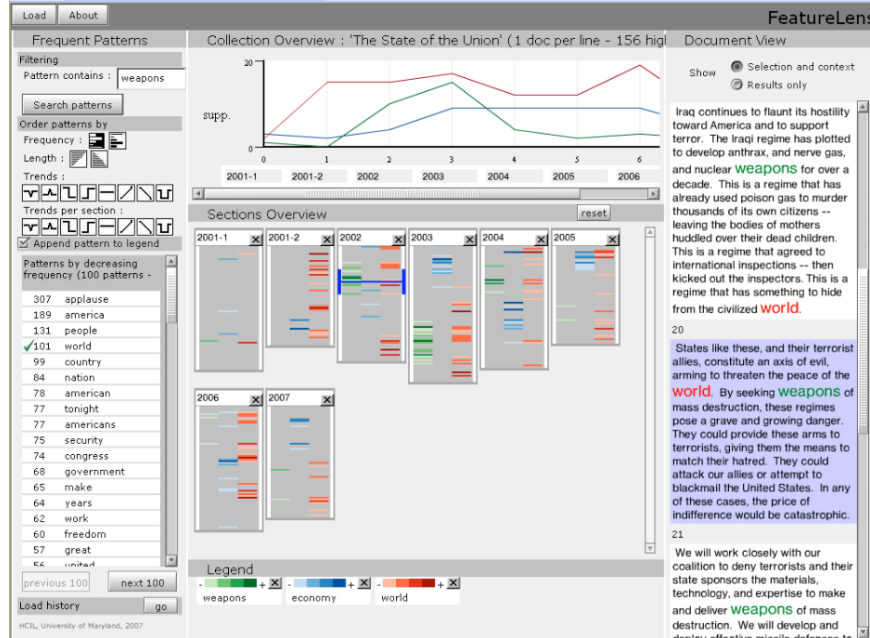 Load
About
FeatureLens
Frequent Patterns
Filtering
Pattern contains :
weapons
Search patterns
Order patterns by
Frequency :
Length :
Trends :
Trends per section :
Append pattern to legend
Patterns by decreasing
frequency (100 patterns -
307 applause
189 america
131 people
101 world
99 country
84 nation
78 american
77 tonight
77 americans
75 security
74 congress
68 government
65 make
64 years
62 work
60 freedom
57 great
56 united
previous 100
next 100
Load history
go
HCIL, University of Maryland, 2007
Collection Overview : 'The State of the Union' (1 doc per line - 156 higl
20
supp.
0
0 1 2 3 4 5 6
2001-1 2001-2 2002 2003 2004 2005 2006
Sections Overview
reset
2001-1 X
2001-2 X
2002 X
2003 X
2004 X
2005 X
2006 X
2007 X
Legend
- + X
weapons
- + X
economy
- + X
world
Document View
Show
Selection and context
Results only
Iraq continues to flaunt its hostility
toward America and to support
terror. The Iraqi regime has plotted
to develop anthrax, and nerve gas,
and nuclear weapons for over a
decade. This is a regime that has
already used poison gas to murder
thousands of its own citizens --
leaving the bodies of mothers
huddled over their dead children.
This is a regime that agreed to
international inspections -- then
kicked out the inspectors. This is a
regime that has something to hide
from the civilized world.
20
States like these, and their terrorist
allies, constitute an axis of evil,
arming to threaten the peace of the
world. By seeking weapons of
mass destruction, these regimes
pose a grave and growing danger.
They could provide these arms to
terrorists, giving them the means to
match their hatred. They could
attack our allies or attempt to
blackmail the United States. In any
of these cases, the price of
indifference would be catastrophic.
21
We will work closely with our
coalition to deny terrorists and their
state sponsors the materials,
technology, and expertise to make
and deliver weapons of mass
destruction. We will develop and
deploy effective missile defenses to